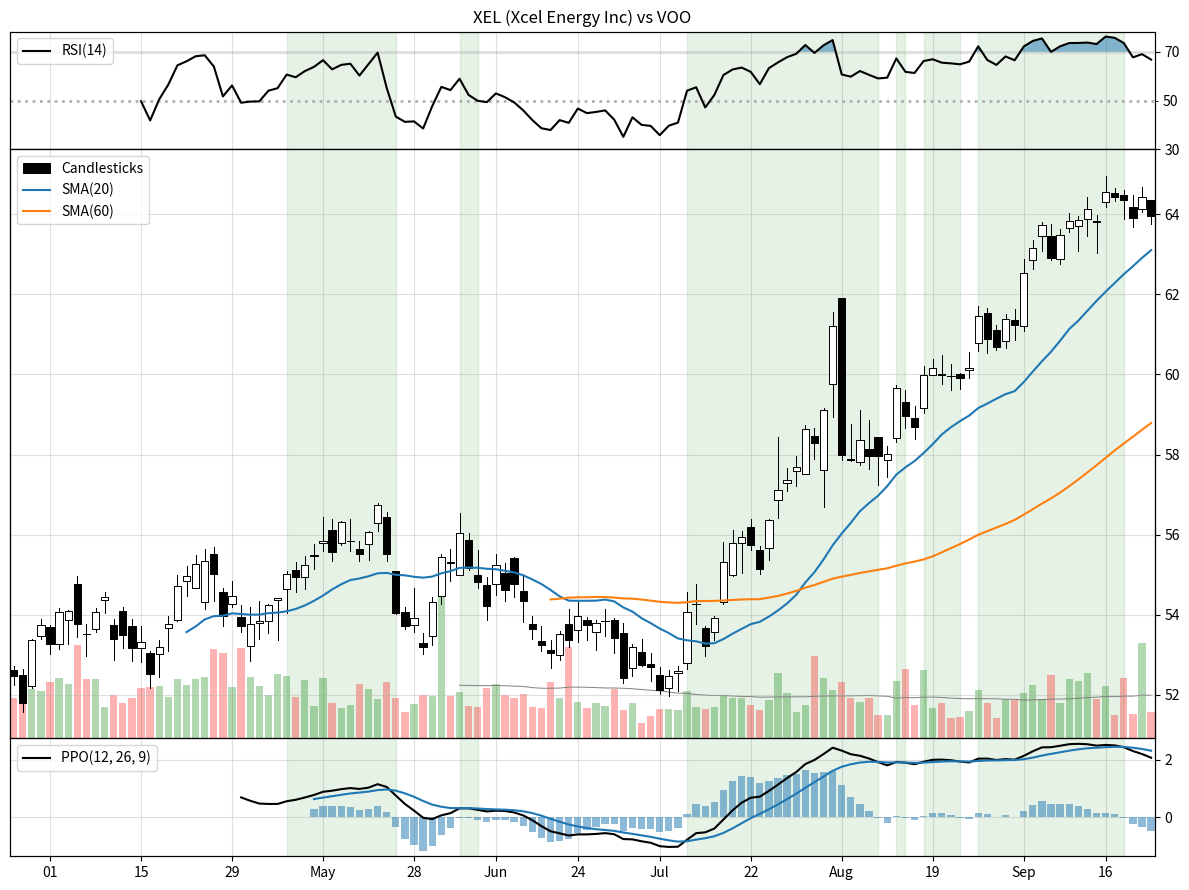 XEL (Xcel Energy Inc) vs VOO
RSI(14)
70
50
30
Candlesticks
SMA(20)
SMA(60)
64
62
60
58
56
54
52
PPO(12, 26, 9)
2
0
01 15 29 May 28 Jun 24 Jul 22 Aug 19 Sep 16